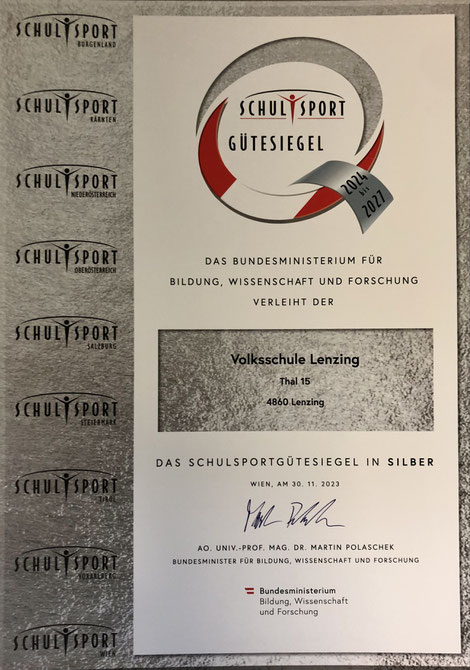 SCHULSPORT
BURGENLAND
SCHULSPORT
KÄRNTEN
SCHULSPORT
NIEDERÖSTERREICH
SCHULSPORT
OBERÖSTERREICH
SCHULSPORT
SALZBURG
SCHULSPORT
STEIERMARK
SCHULSPORT
TIROL
SCHULSPORT
VORARLBERG
SCHULSPORT
WIEN
SCHULSPORT
GÜTESIEGEL
2024
bis
2027
DAS BUNDESMINISTERIUM FÜR
BILDUNG, WISSENSCHAFT UND FORSCHUNG
VERLEIHT DER
Volksschule Lenzing
Thal 15
4860 Lenzing
DAS SCHULSPORTGÜTESIEGEL IN SILBER
WIEN, AM 30. 11. 2023
AO. UNIV.-PROF. MAG. DR. MARTIN POLASCHEK
BUNDESMINISTER FÜR BILDUNG, WISSENSCHAFT UND FORSCHUNG
Bundesministerium
Bildung, Wissenschaft
und Forschung